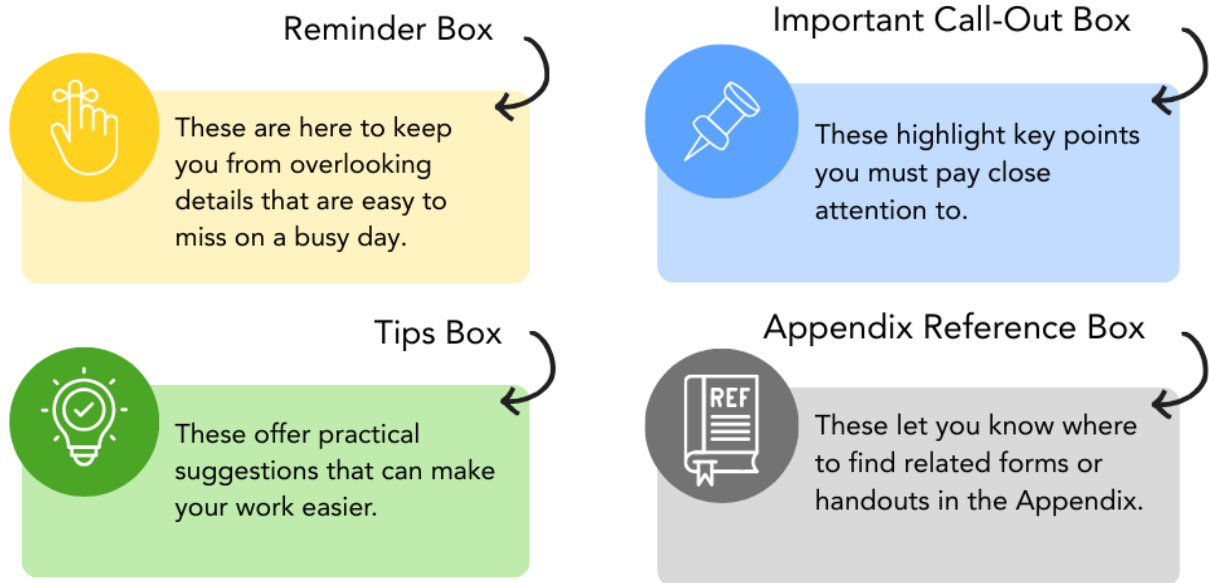 Reminder Box
These are here to keep
you from overlooking
details that are easy to
miss on a busy day.
Important Call-Out Box
These highlight key points
you must pay close
attention to.
Tips Box
These offer practical
suggestions that can make
your work easier.
Appendix Reference Box
REF
These let you know where
to find related forms or
handouts in the Appendix.